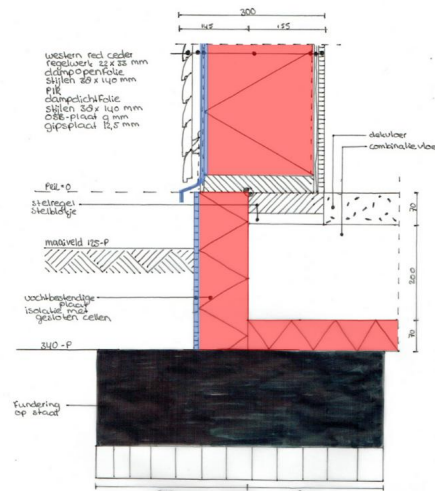 300
145
155
western red ceder
regelwerk 22 x 38 mm
dampopenfolie
stijlen 38 x 140 mm
PIR
dampdichtfolie
stijlen 38 x 140 mm
OSB-plaat 9 mm
gipsplaat 12,5 mm
dekvloer
combinatievloe
peil=0
stelregel
stelblokje
70
maaiveld 125-P
200
vochtbestendige
plaat
isolatie met
gesloten cellen
70
340-P
Fundering
op staal